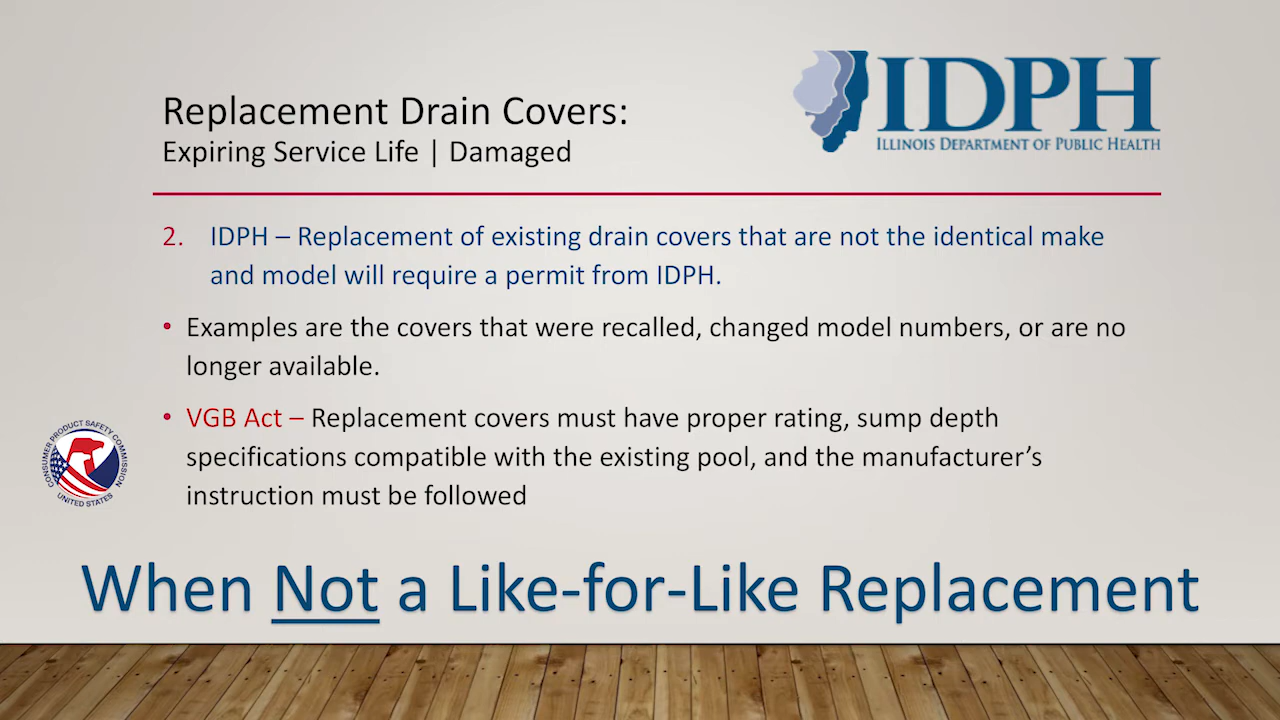 IDPH
ILLINOIS DEPARTMENT OF PUBLIC HEALTH
Replacement Drain Covers:
Expiring Service Life | Damaged
2. IDPH – Replacement of existing drain covers that are not the identical make
and model will require a permit from IDPH.
• Examples are the covers that were recalled, changed model numbers, or are no
longer available.
• VGB Act – Replacement covers must have proper rating, sump depth
specifications compatible with the existing pool, and the manufacturer’s
instruction must be followed
CONSUMER PRODUCT SAFETY COMMISSION
UNITED STATES
When Not a Like-for-Like Replacement